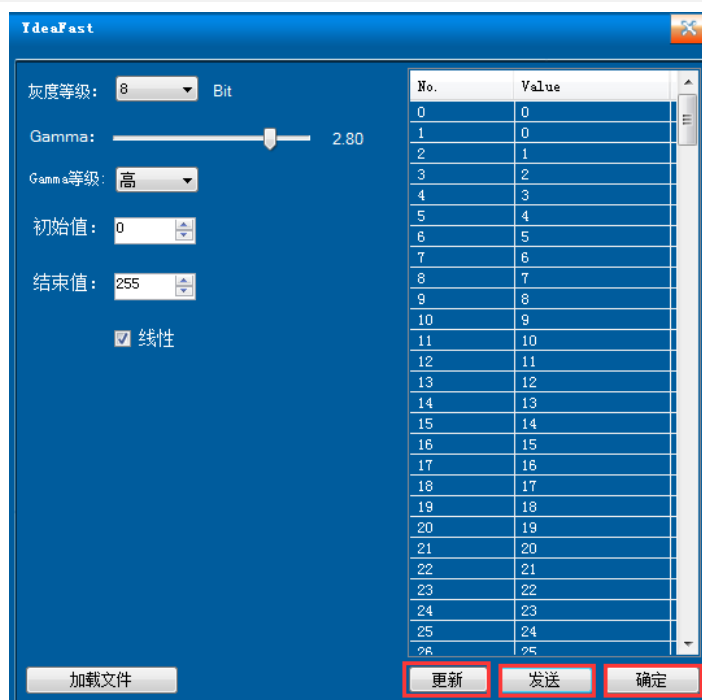 YdeaFast
灰度等级： 8 Bit
Gamma: 2.80
Gamma等级: 高
初始值： 0
结束值： 255
线性
加载文件
No. Value
0 0
1 0
2 1
3 2
4 3
5 4
6 5
7 6
8 7
9 8
10 9
11 10
12 11
13 12
14 13
15 14
16 15
17 16
18 17
19 18
20 19
21 20
22 21
23 22
24 23
25 24
26 25
更新 发送 确定